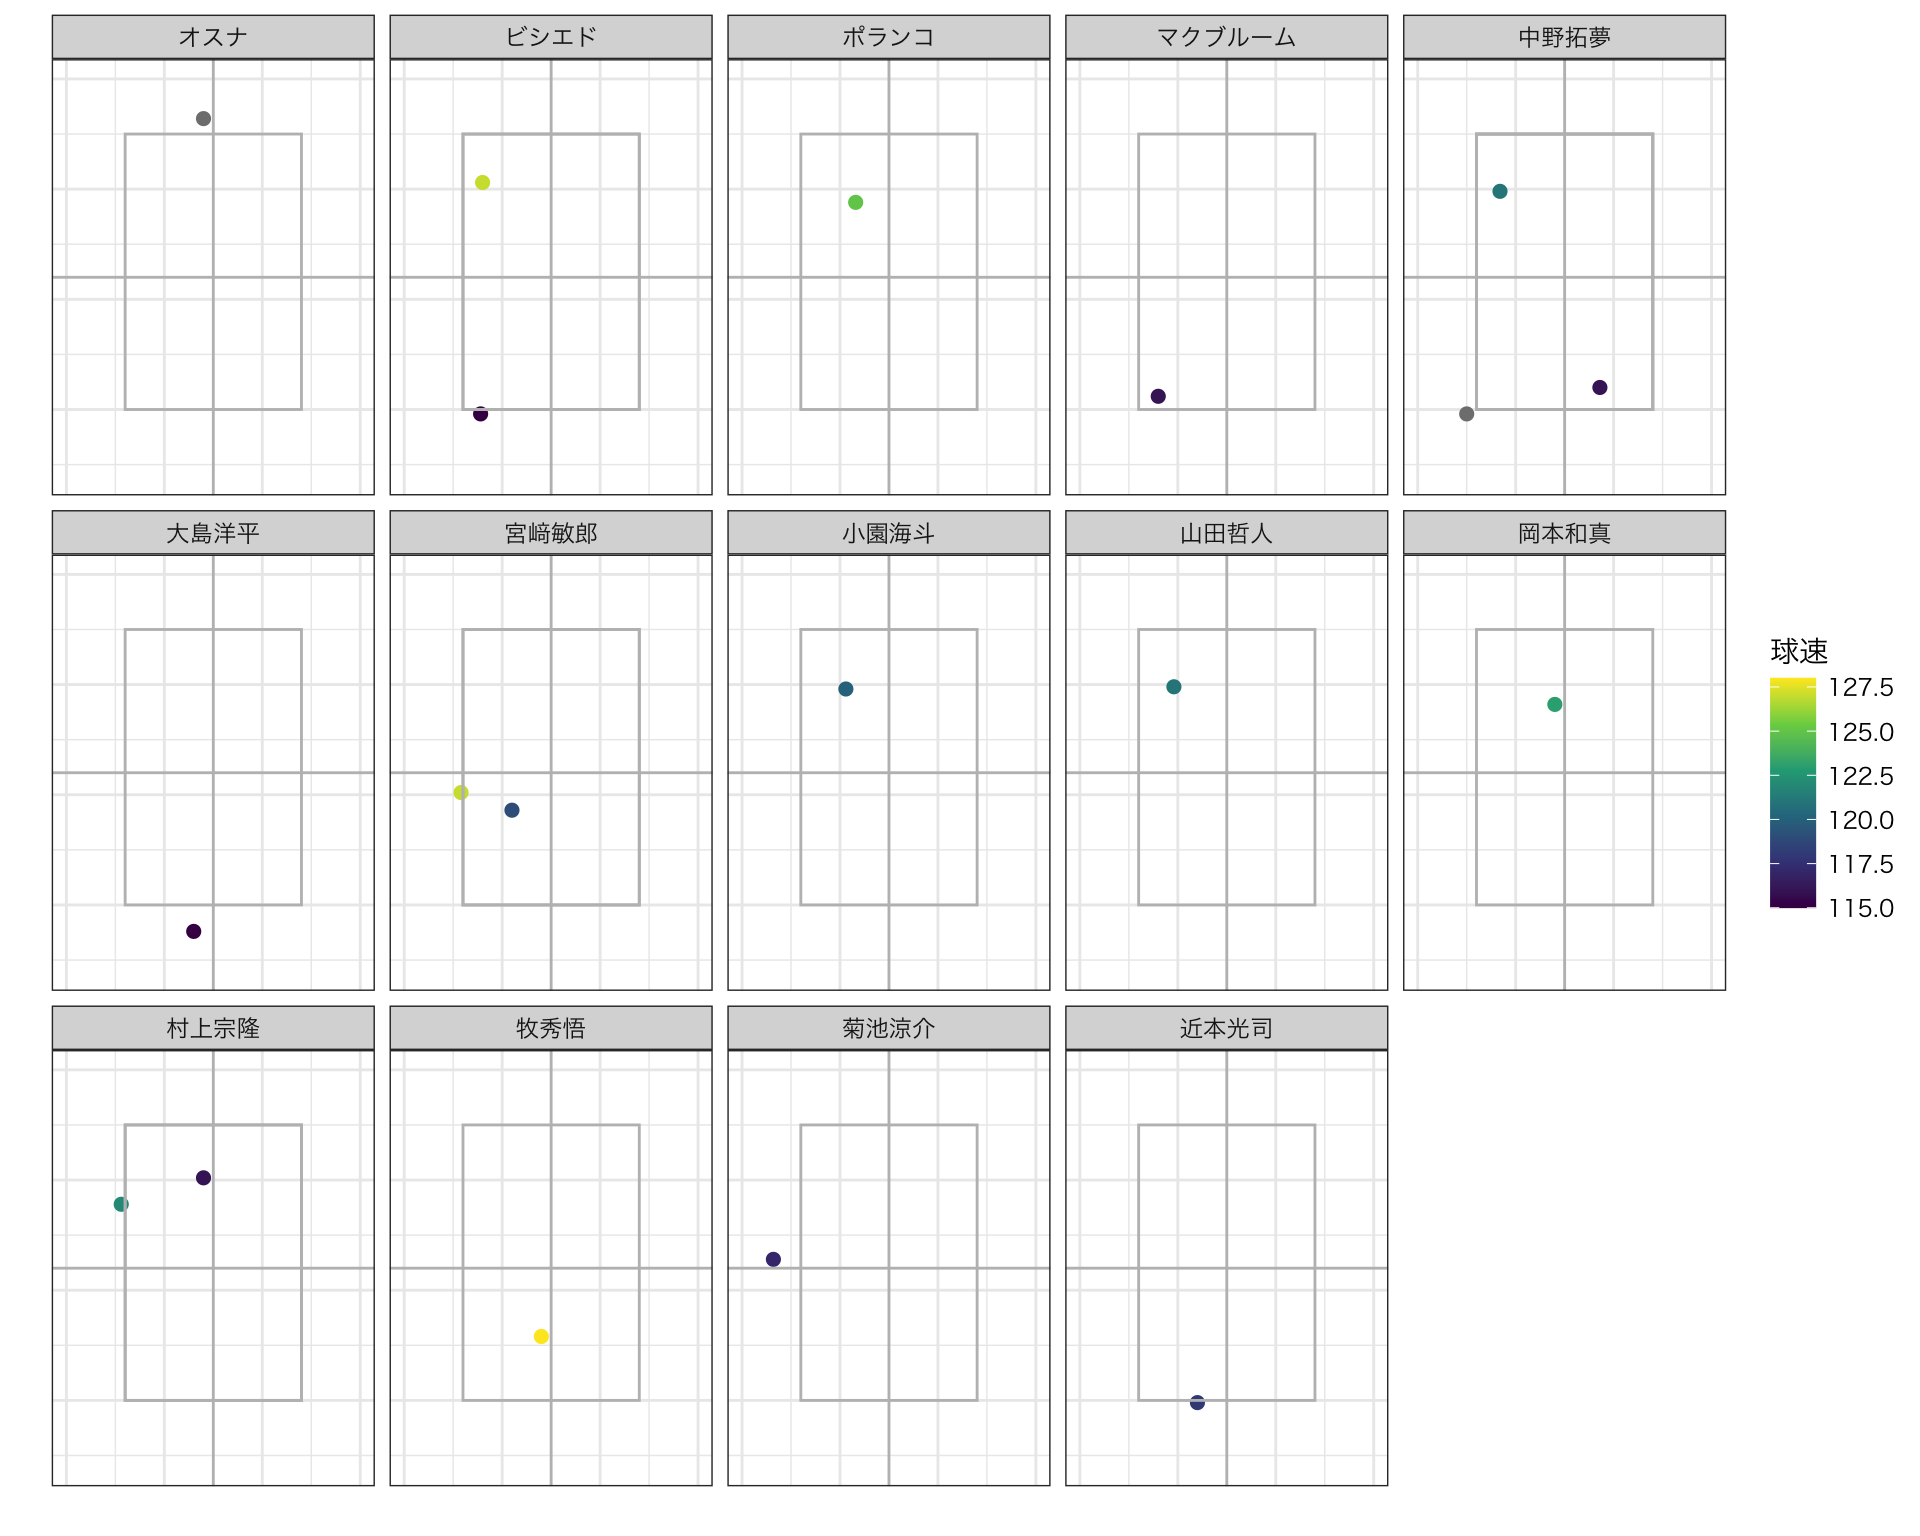 オスナ
ビシエド
ポランコ
マクブルーム
中野拓夢
大島洋平
宮﨑敏郎
小園海斗
山田哲人
岡本和真
村上宗隆
牧秀悟
菊池涼介
近本光司
球速
127.5
125.0
122.5
120.0
117.5
115.0